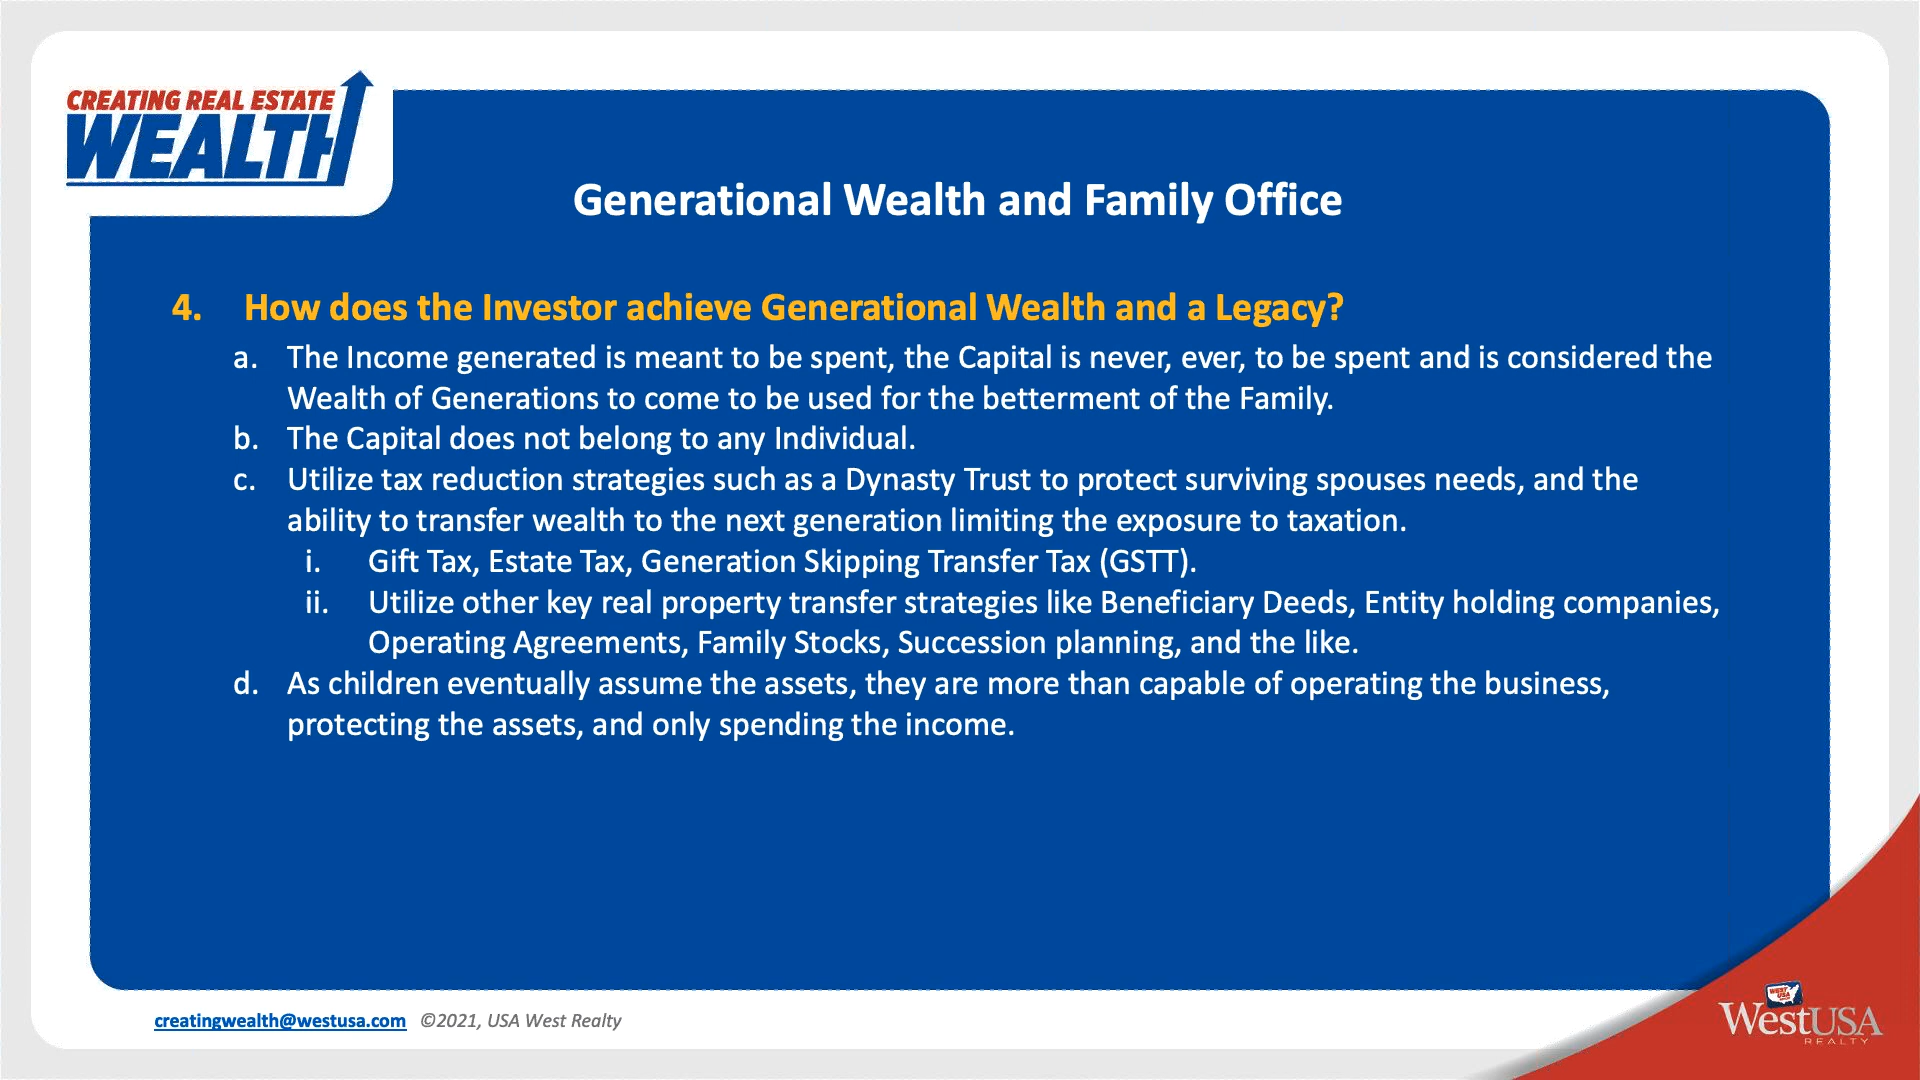 CREATING REAL ESTATE
WEALTH
Generational Wealth and Family Office
4. How does the Investor achieve Generational Wealth and a Legacy?
a. The Income generated is meant to be spent, the Capital is never, ever, to be spent and is considered the
Wealth of Generations to come to be used for the betterment of the Family.
b. The Capital does not belong to any Individual.
c. Utilize tax reduction strategies such as a Dynasty Trust to protect surviving spouses needs, and the
ability to transfer wealth to the next generation limiting the exposure to taxation.
i. Gift Tax, Estate Tax, Generation Skipping Transfer Tax (GSTT).
ii. Utilize other key real property transfer strategies like Beneficiary Deeds, Entity holding companies,
Operating Agreements, Family Stocks, Succession planning, and the like.
d. As children eventually assume the assets, they are more than capable of operating the business,
protecting the assets, and only spending the income.
creatingwealth@westusa.com ©2021, USA West Realty
WEST
USA
WestUSA
REALTY